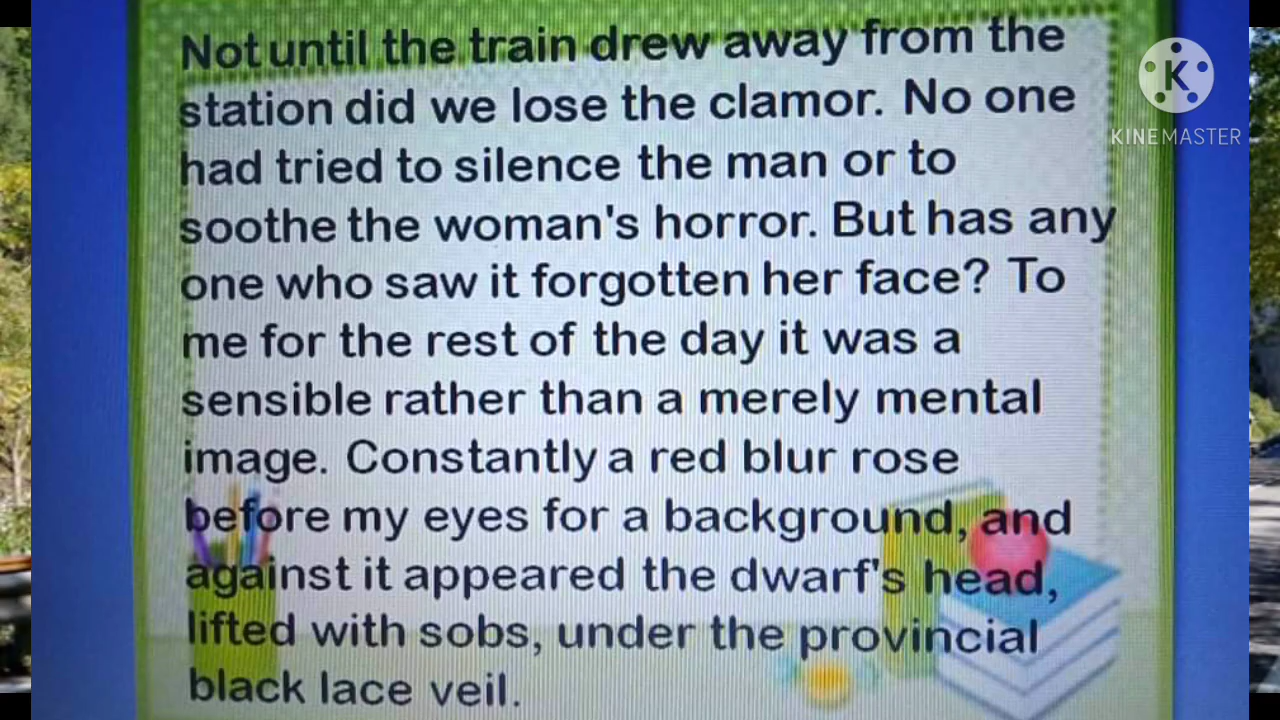 Not until the train drew away from the
station did we lose the clamor. No one
had tried to silence the man or to
soothe the woman's horror. But has any
one who saw it forgotten her face? To
me for the rest of the day it was a
sensible rather than a merely mental
image. Constantly a red blur rose
before my eyes for a background, and
against it appeared the dwarf's head,
lifted with sobs, under the provincial
black lace veil.
K
KINEMASTER